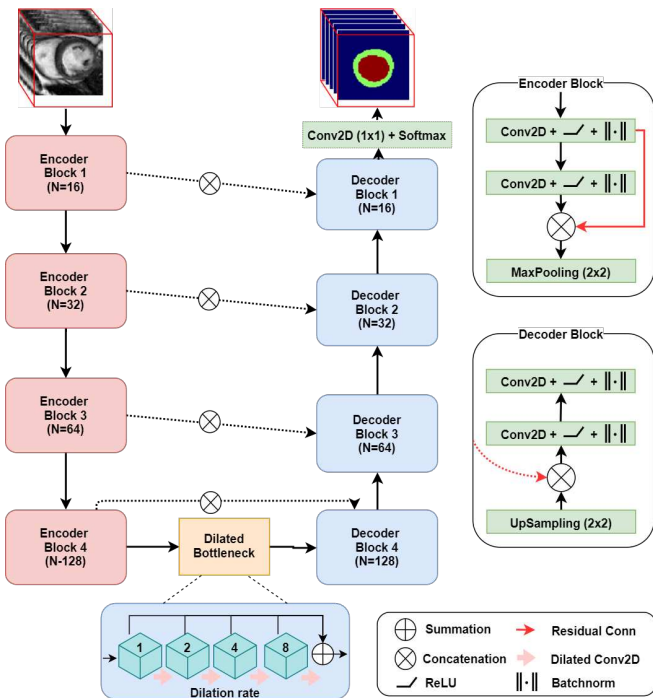 Conv2D (1x1) + Softmax
Encoder
Block 1
(N=16)
Decoder
Block 1
(N=16)
Encoder
Block 2
(N=32)
Decoder
Block 2
(N=32)
Encoder
Block 3
(N=64)
Decoder
Block 3
(N=64)
Encoder
Block 4
(N-128)
Dilated
Bottleneck
Decoder
Block 4
(N=128)
1 2 4 8
Dilation rate
Encoder Block
Conv2D + + ||·||
Conv2D + + ||·||
MaxPooling (2x2)
Decoder Block
Conv2D + + ||·||
Conv2D + + ||·||
UpSampling (2x2)
Summation
Residual Conn
Concatenation
Dilated Conv2D
ReLU
||·|| Batchnorm